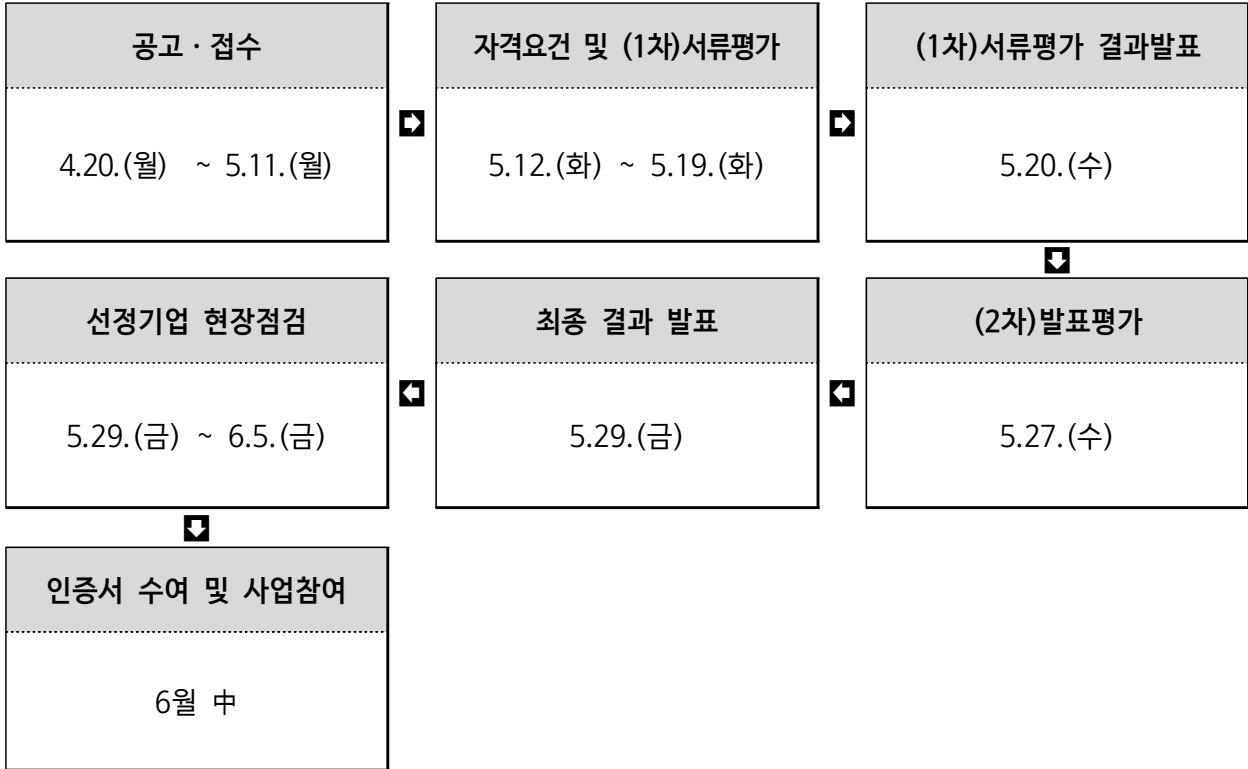 공고 · 접수
4.20.(월) ~ 5.11.(월)
자격요건 및 (1차)서류평가
5.12.(화) ~ 5.19.(화)
(1차)서류평가 결과발표
5.20.(수)
(2차)발표평가
5.27.(수)
최종 결과 발표
5.29.(금)
선정기업 현장점검
5.29.(금) ~ 6.5.(금)
인증서 수여 및 사업참여
6월 中